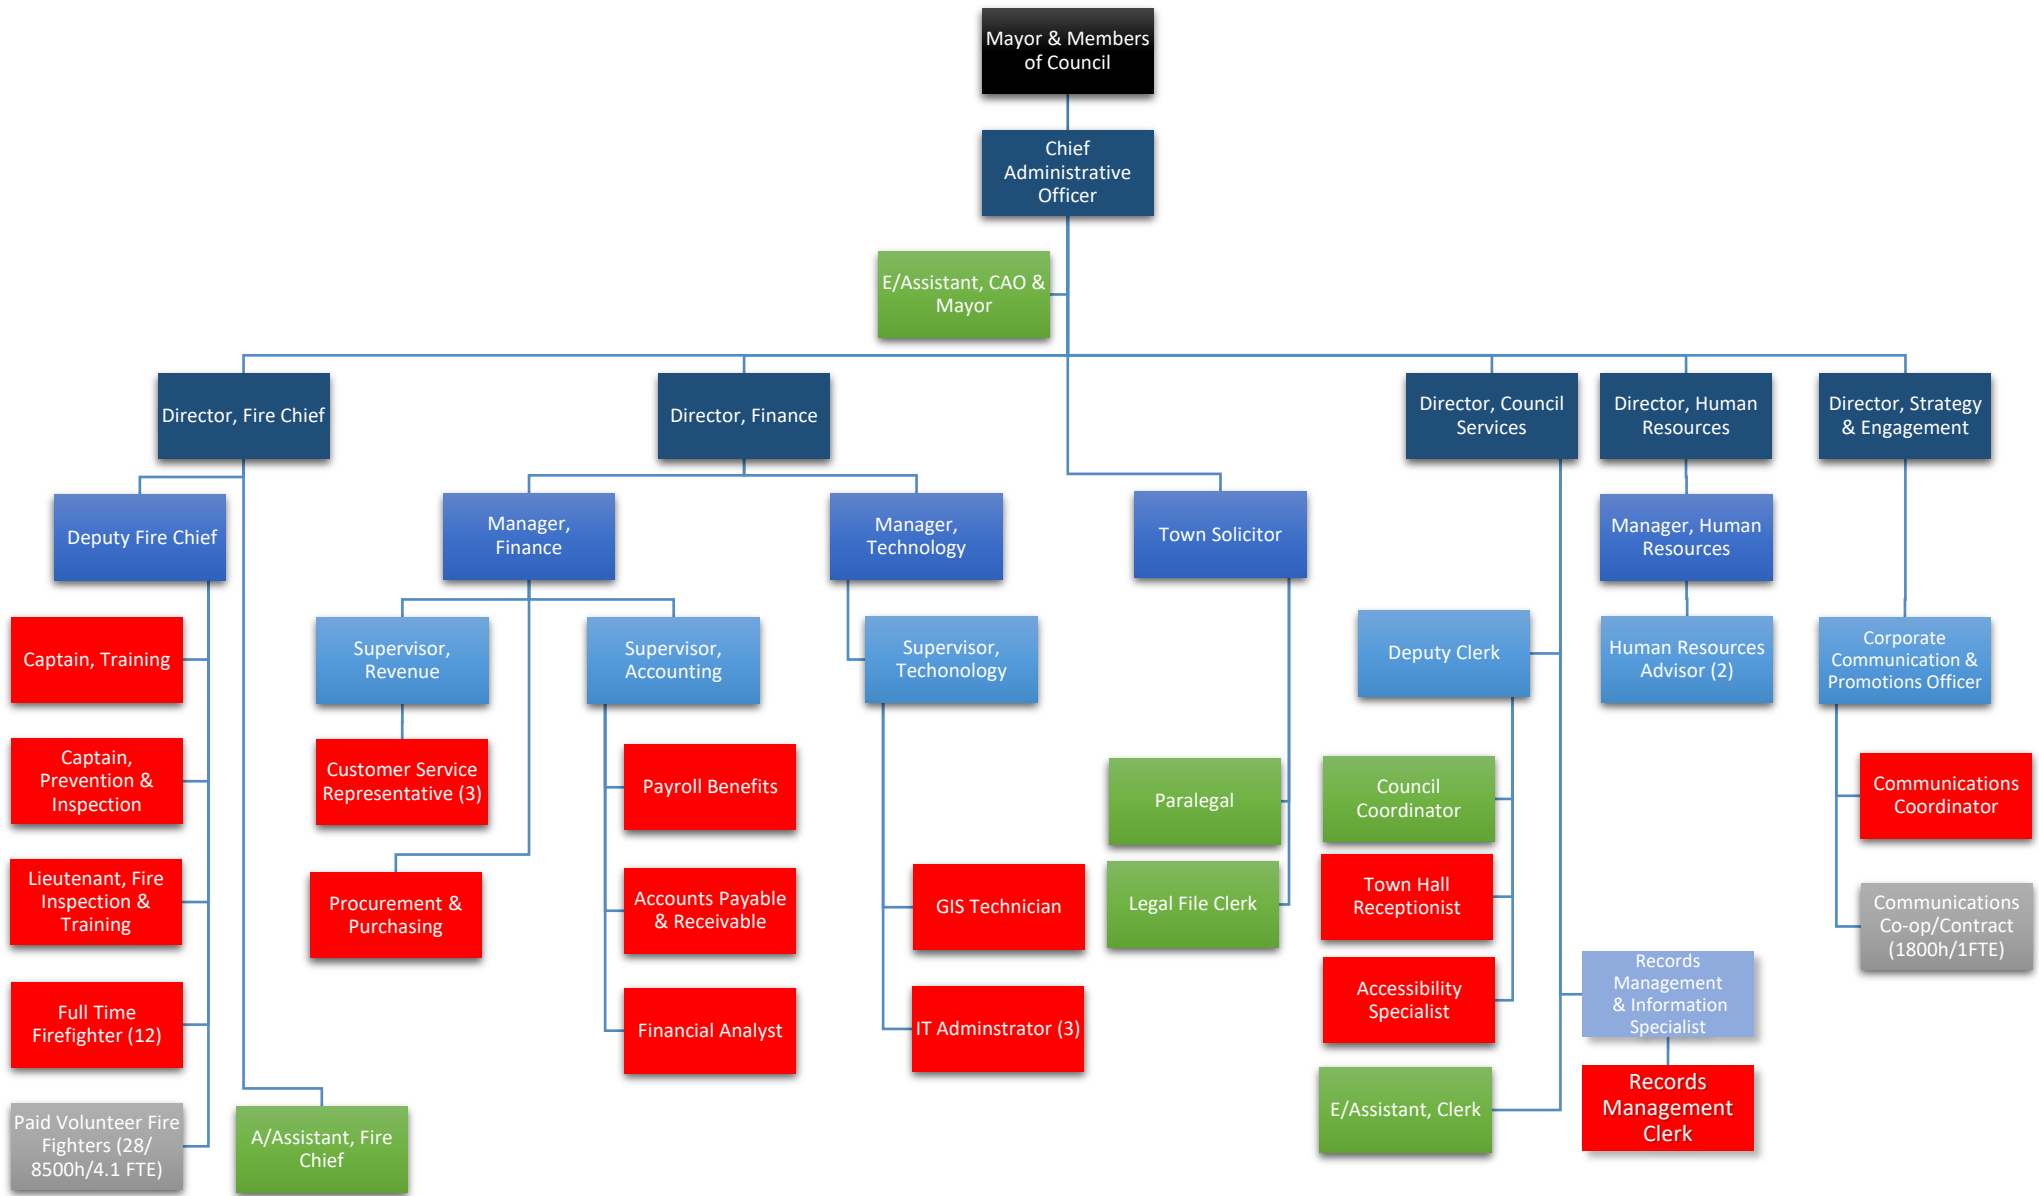 Mayor & Members
of Council
Chief
Administrative
Officer
E/Assistant, CAO &
Mayor
Director, Fire Chief
Director, Finance
Director, Council
Services
Director, Human
Resources
Director, Strategy
& Engagement
Deputy Fire Chief
Manager,
Finance
Manager,
Technology
Town Solicitor
Manager, Human
Resources
Captain, Training
Supervisor,
Revenue
Supervisor,
Accounting
Supervisor,
Techonology
Deputy Clerk
Human Resources
Advisor (2)
Corporate
Communication &
Promotions Officer
Captain,
Prevention &
Inspection
Customer Service
Representative (3)
Payroll Benefits
Paralegal
Council
Coordinator
Communications
Coordinator
Lieutenant, Fire
Inspection &
Training
Procurement &
Purchasing
Accounts Payable
& Receivable
GIS Technician
Legal File Clerk
Town Hall
Receptionist
Communications
Co-op/Contract
(1800h/1FTE)
Full Time
Firefighter (12)
Financial Analyst
IT Adminstrator (3)
Accessibility
Specialist
Records
Management
& Information
Specialist
Paid Volunteer Fire
Fighters (28/
8500h/4.1 FTE)
A/Assistant, Fire
Chief
E/Assistant, Clerk
Records
Management
Clerk